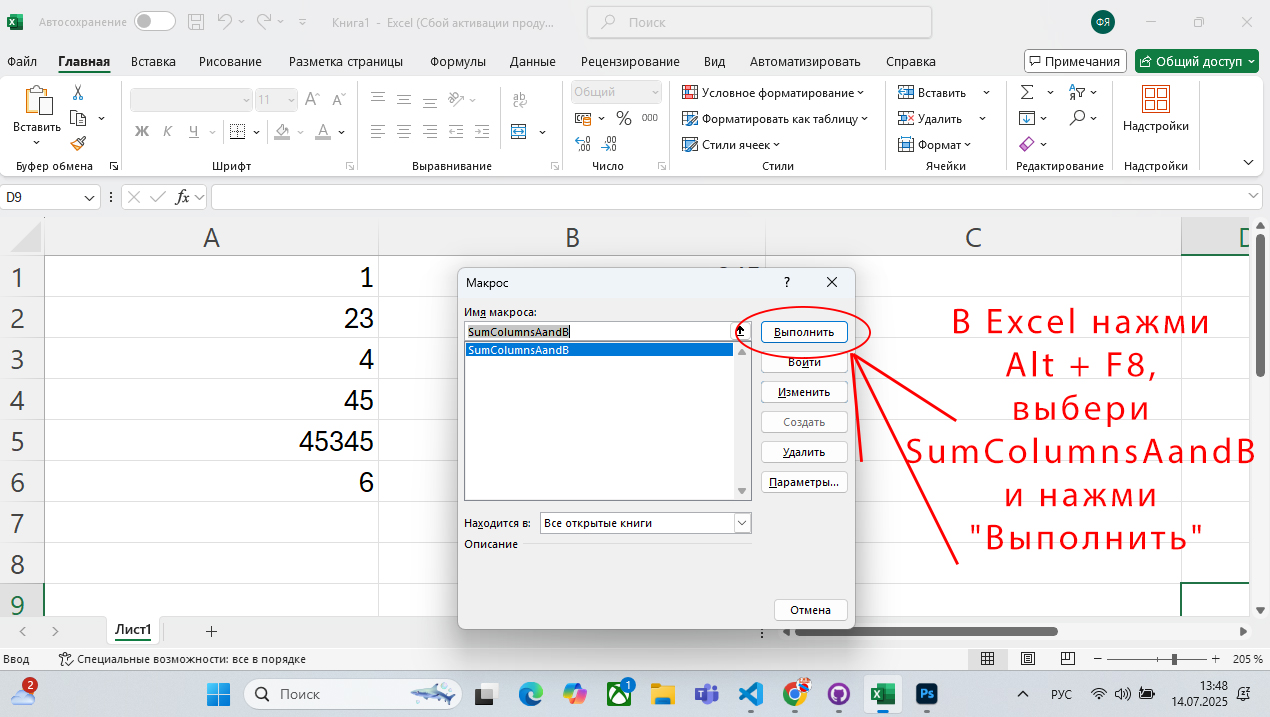 Автосохранение
Книга1 - Excel (Сбой активации проду...
Поиск
ФЯ
Файл Главная Вставка Рисование Разметка страницы Формулы Данные Рецензирование Вид Автоматизировать Справка
Примечания Общий доступ
Вставить
Буфер обмена
11
Ж К Ч
Шрифт
ab
Выравнивание
Общий
% 000
Число
Условное форматирование
Форматировать как таблицу
Стили ячеек
Стили
Вставить
Удалить
Формат
Ячейки
Редактирование
Надстройки
Надстройки
D9
fx
A B C D
1 1
2 23
3 4
4 45
5 45345
6 6
7
8
9
Макрос ?
Имя макроса:
SumColumnsAandB
SumColumnsAandB
Выполнить
Войти
Изменить
Создать
Удалить
Параметры...
Находится в: Все открытые книги
Описание
Отмена
В Excel нажми
Alt + F8,
выбери
SumColumnsAandB
и нажми
"Выполнить"
Лист1
Ввод
Специальные возможности: все в порядке
205 %
2
Поиск
1
Ps
РУС
13:48
14.07.2025